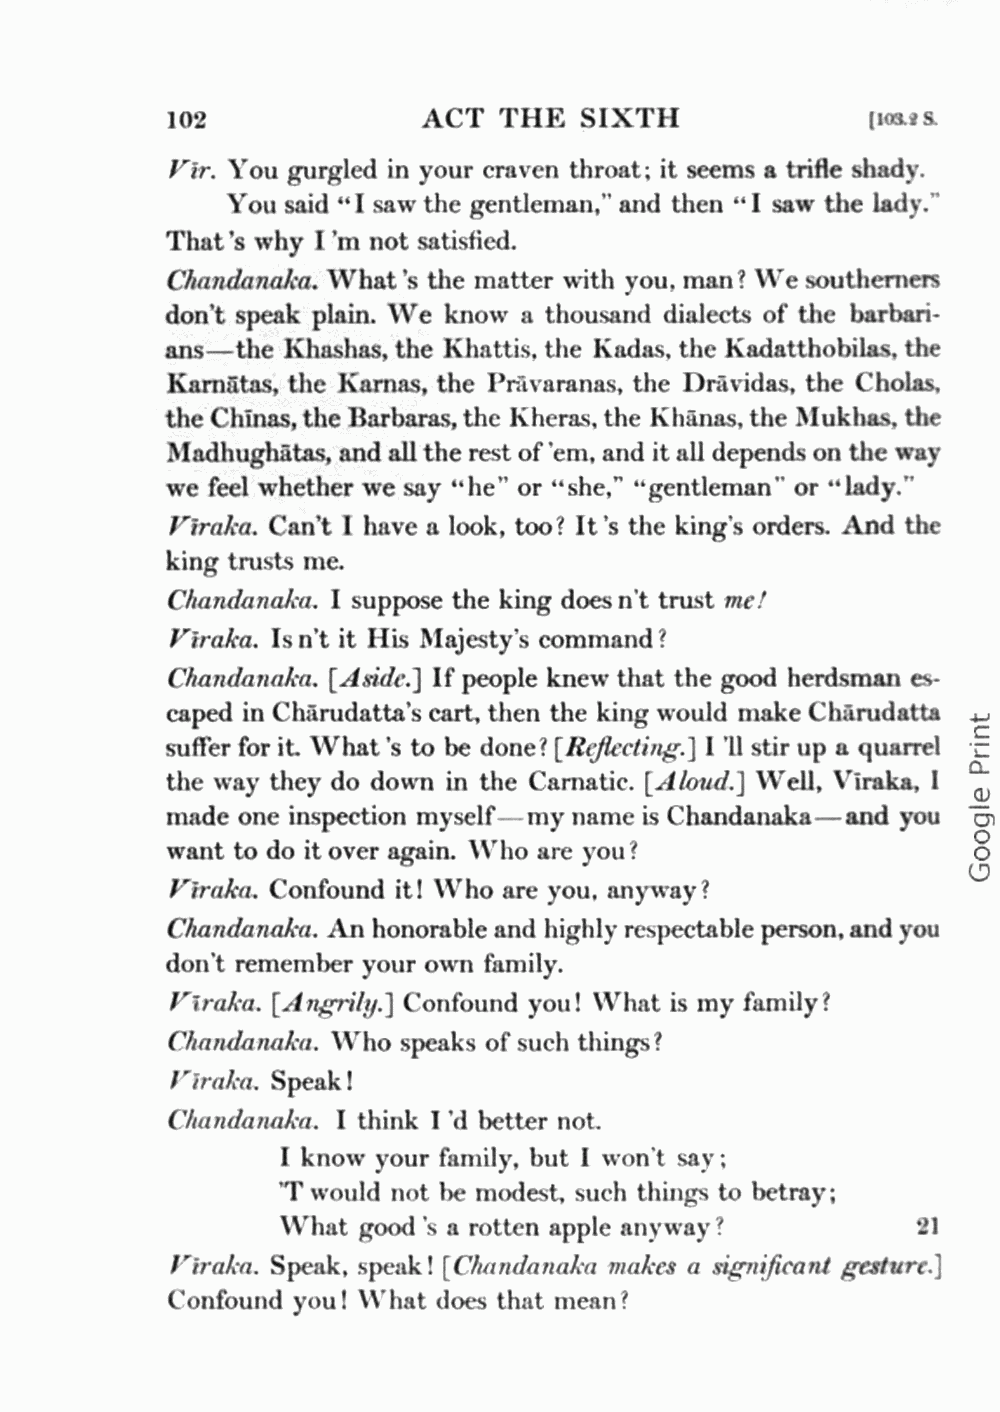 102 ACT THE SIXTH [103.2 S.
Vīr. You gurgled in your craven throat; it seems a trifle shady.
You said “I saw the gentleman,” and then “I saw the lady.”
That's why I'm not satisfied.
Chandanaka. What's the matter with you, man? We southerners
don't speak plain. We know a thousand dialects of the barbari-
ans—the Khashas, the Khattis, the Kadas, the Kadatthobilas, the
Karnātas, the Karnas, the Prāvaranas, the Drāvidas, the Cholas,
the Chīnas, the Barbaras, the Kheras, the Khānas, the Mukhas, the
Madhughātas, and all the rest of 'em, and it all depends on the way
we feel whether we say “he” or “she,” “gentleman” or “lady.”
Vīraka. Can't I have a look, too? It's the king's orders. And the
king trusts me.
Chandanaka. I suppose the king does n't trust me!
Vīraka. Is n't it His Majesty's command?
Chandanaka. [Aside.] If people knew that the good herdsman es-
caped in Chārudatta's cart, then the king would make Chārudatta
suffer for it. What's to be done? [Reflecting.] I'll stir up a quarrel
the way they do down in the Carnatic. [Aloud.] Well, Vīraka, I
made one inspection myself—my name is Chandanaka—and you
want to do it over again. Who are you?
Vīraka. Confound it! Who are you, anyway?
Chandanaka. An honorable and highly respectable person, and you
don't remember your own family.
Vīraka. [Angrily.] Confound you! What is my family?
Chandanaka. Who speaks of such things?
Vīraka. Speak!
Chandanaka. I think I'd better not.
I know your family, but I won't say;
'T would not be modest, such things to betray;
What good's a rotten apple anyway? 21
Vīraka. Speak, speak! [Chandanaka makes a significant gesture.]
Confound you! What does that mean?
Google Print